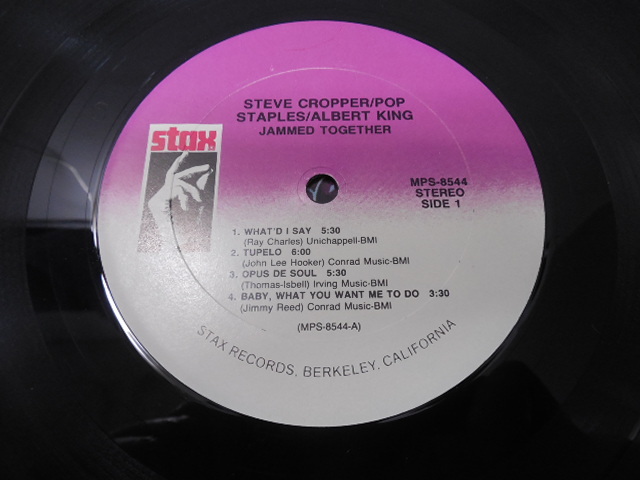 STEVE CROPPER/POP
STAPLES/ALBERT KING
JAMMED TOGETHER
stax
MPS-8544
STEREO
SIDE 1
1. WHAT'D I SAY 5:30
(Ray Charles) Unichappell-BMI
2. TUPELO 6:00
(John Lee Hooker) Conrad Music-BMI
3. OPUS DE SOUL 5:30
(Thomas-Isbell) Irving Music-BMI
4. BABY, WHAT YOU WANT ME TO DO 3:30
(Jimmy Reed) Conrad Music-BMI
(MPS-8544-A)
STAX RECORDS, BERKELEY, CALIFORNIA